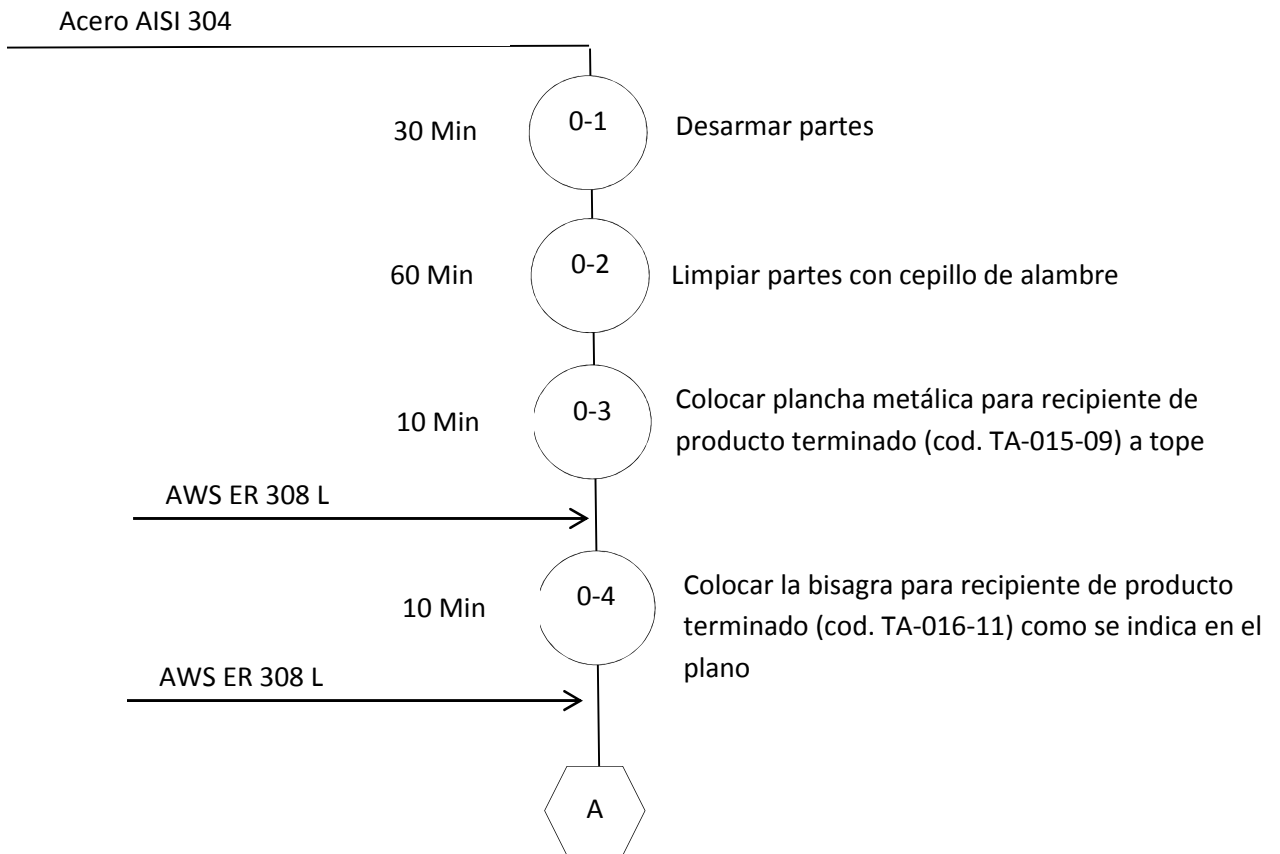 Acero AISI 304
30 Min
0-1
Desarmar partes
60 Min
0-2
Limpiar partes con cepillo de alambre
10 Min
0-3
Colocar plancha metálica para recipiente de
producto terminado (cod. TA-015-09) a tope
AWS ER 308 L
10 Min
0-4
Colocar la bisagra para recipiente de producto
terminado (cod. TA-016-11) como se indica en el
plano
AWS ER 308 L
A